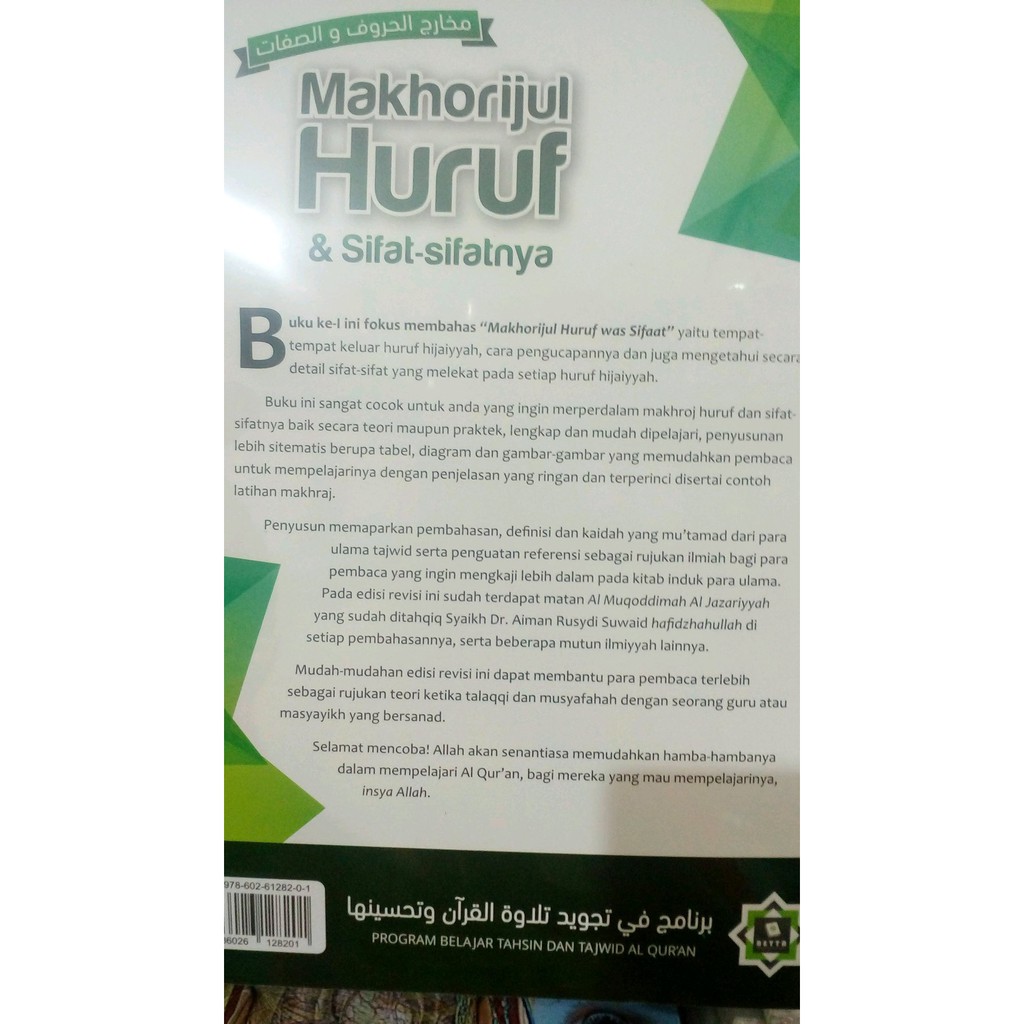 مخارج الحروف و الصفات
Makhorijul
Huruf
& Sifat-sifatnya
Buku ke-I ini fokus membahas “Makhorijul Huruf was Sifaat” yaitu tempat-
tempat keluar huruf hijaiyyah, cara pengucapannya dan juga mengetahui secara
detail sifat-sifat yang melekat pada setiap huruf hijaiyyah.
Buku ini sangat cocok untuk anda yang ingin merperdalam makhroj huruf dan sifat-
sifatnya baik secara teori maupun praktek, lengkap dan mudah dipelajari, penyusunan
lebih sitematis berupa tabel, diagram dan gambar-gambar yang memudahkan pembaca
untuk mempelajarinya dengan penjelasan yang ringan dan terperinci disertai contoh
latihan makhraj.
Penyusun memaparkan pembahasan, definisi dan kaidah yang mu’tamad dari para
ulama tajwid serta penguatan referensi sebagai rujukan ilmiah bagi para
pembaca yang ingin mengkaji lebih dalam pada kitab induk para ulama.
Pada edisi revisi ini sudah terdapat matan Al Muqoddimah Al Jazariyyah
yang sudah ditahqiq Syaikh Dr. Aiman Rusydi Suwaid hafidzhahullah di
setiap pembahasannya, serta beberapa mutun ilmiyyah lainnya.
Mudah-mudahan edisi revisi ini dapat membantu para pembaca terlebih
sebagai rujukan teori ketika talaqqi dan musyafahah dengan seorang guru atau
masyayikh yang bersanad.
Selamat mencoba! Allah akan senantiasa memudahkan hamba-hambanya
dalam mempelajari Al Qur’an, bagi mereka yang mau mempelajarinya,
insya Allah.
978-602-61282-0-1
86026 128201
برنامج في تجويد تلاوة القرآن وتحسينها
PROGRAM BELAJAR TAHSIN DAN TAJWID AL QUR’AN